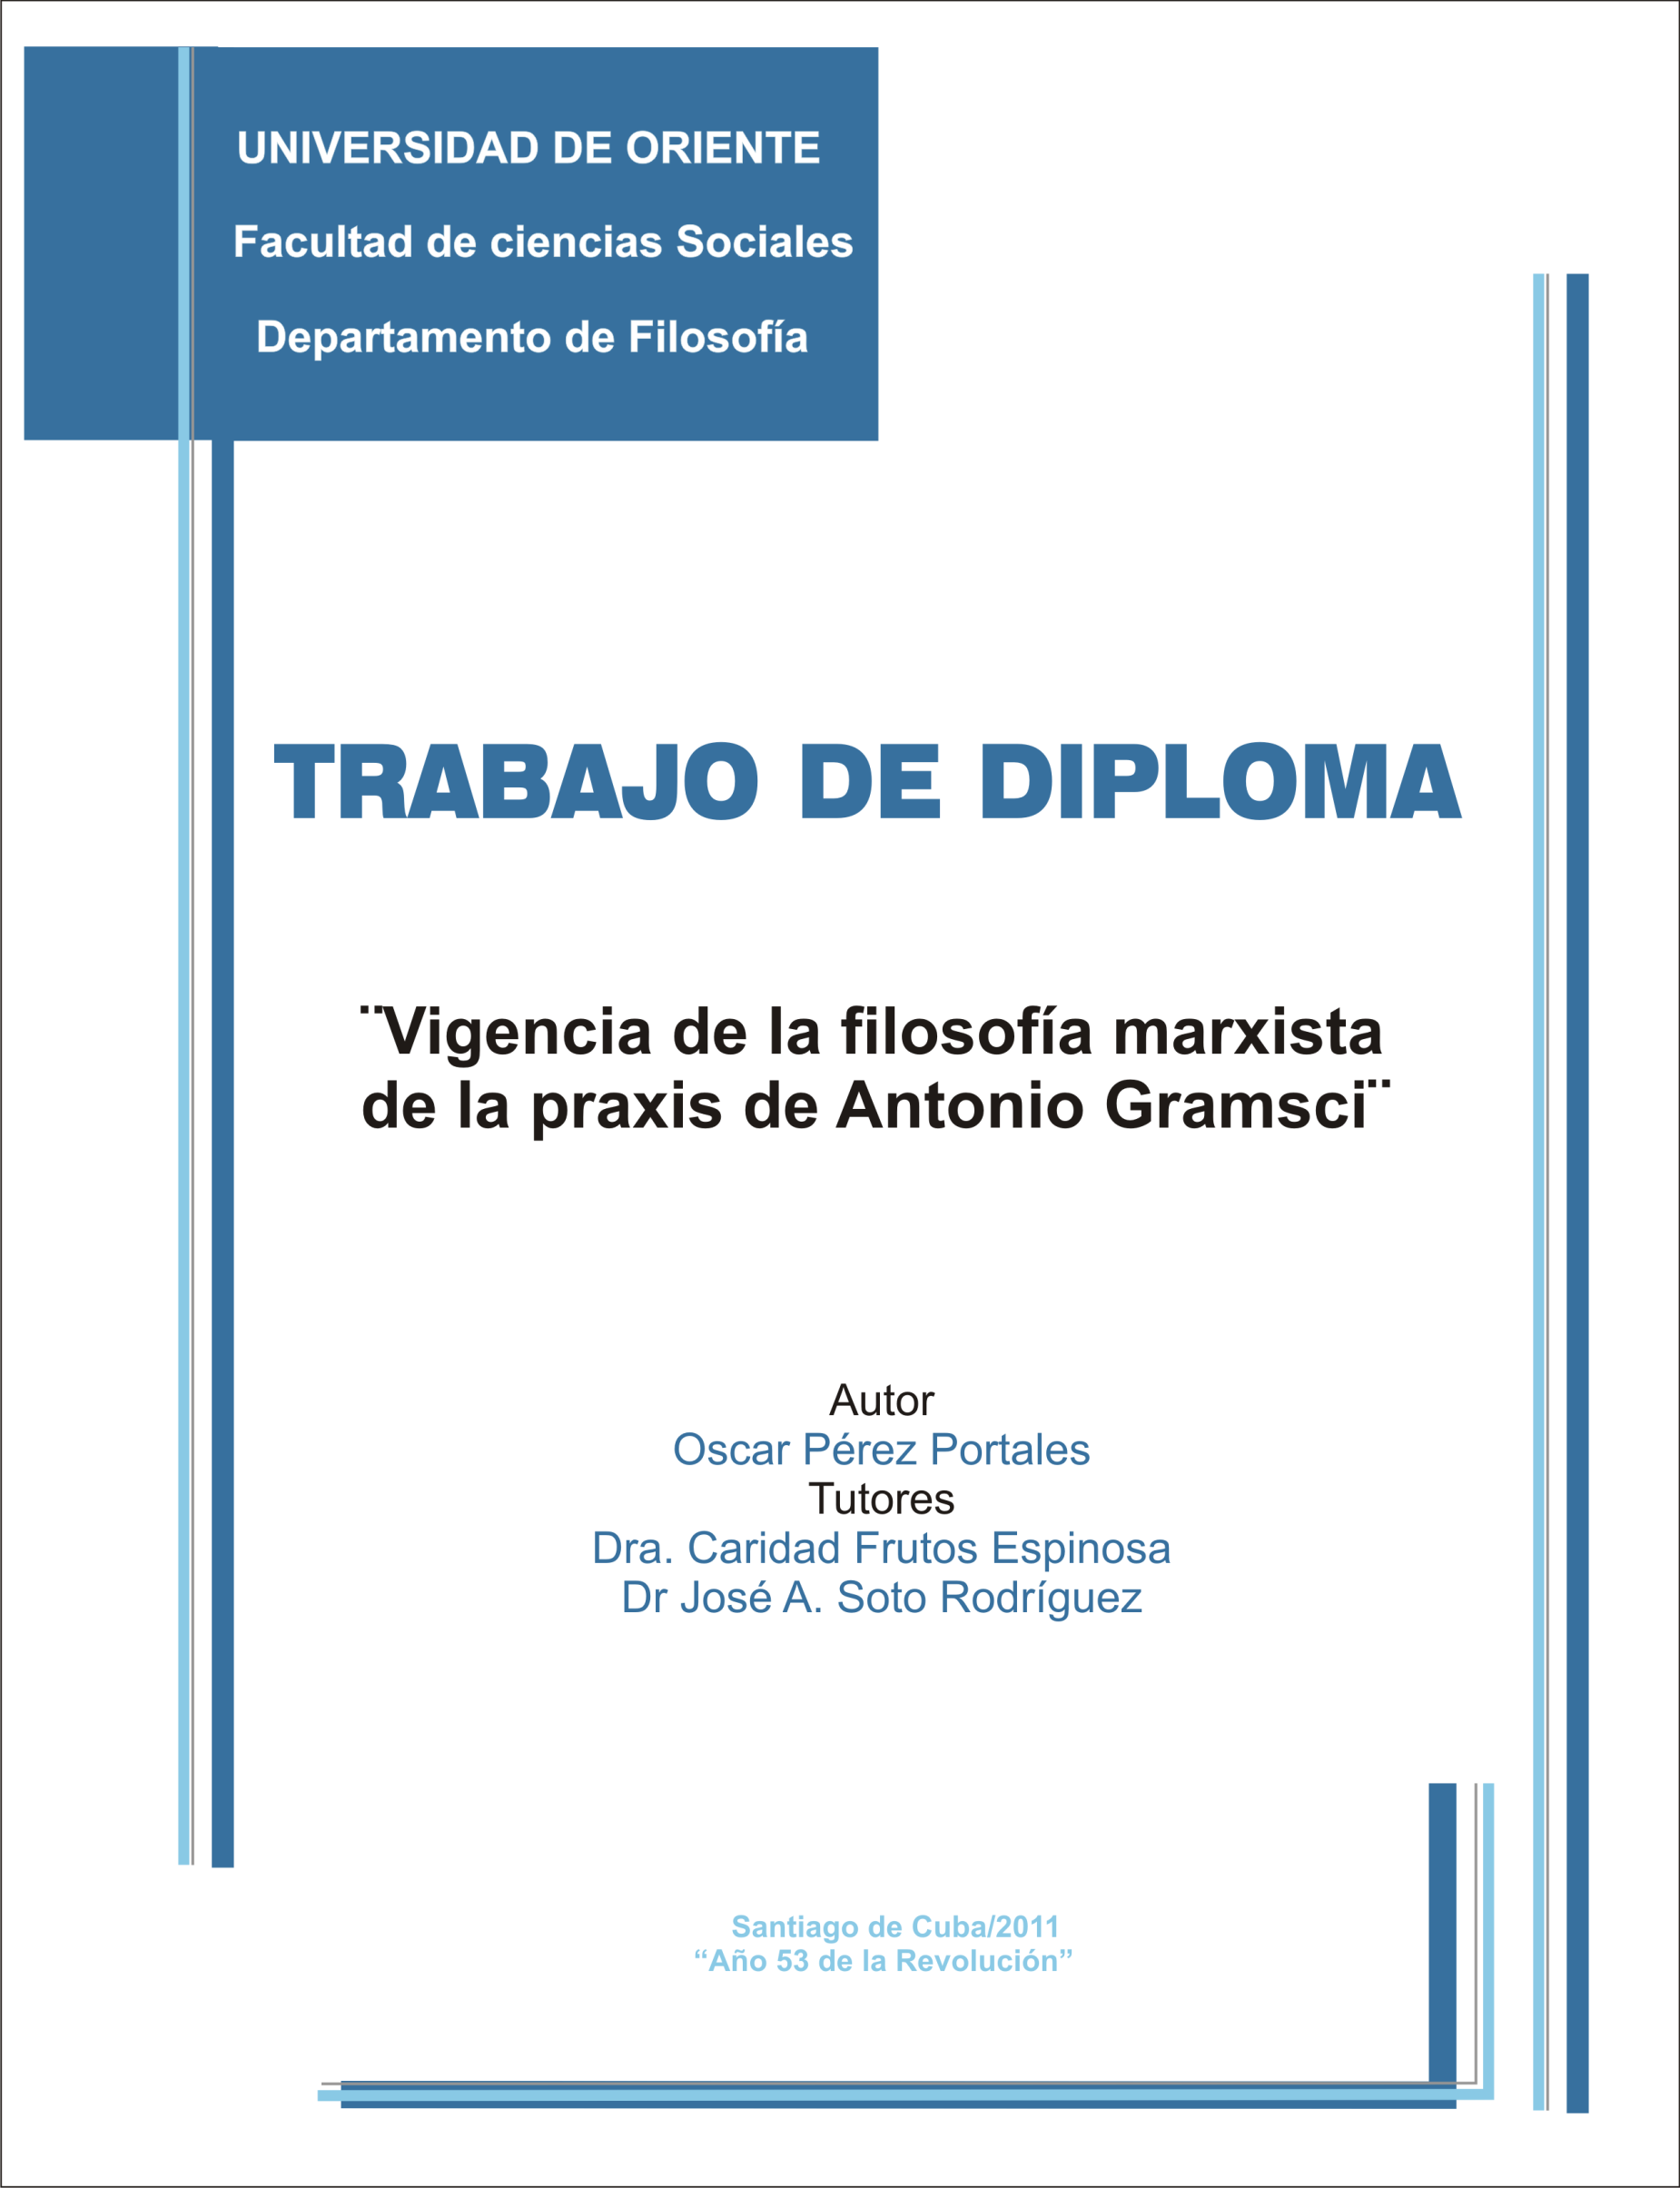 UNIVERSIDAD DE ORIENTE
Facultad de ciencias Sociales
Departamento de Filosofía
TRABAJO DE DIPLOMA
¨Vigencia de la filosofía marxista
de la praxis de Antonio Gramsci¨
Autor
Oscar Pérez Portales
Tutores
Dra. Caridad Frutos Espinosa
Dr José A. Soto Rodríguez
Santiago de Cuba/2011
“Año 53 de la Revolución”